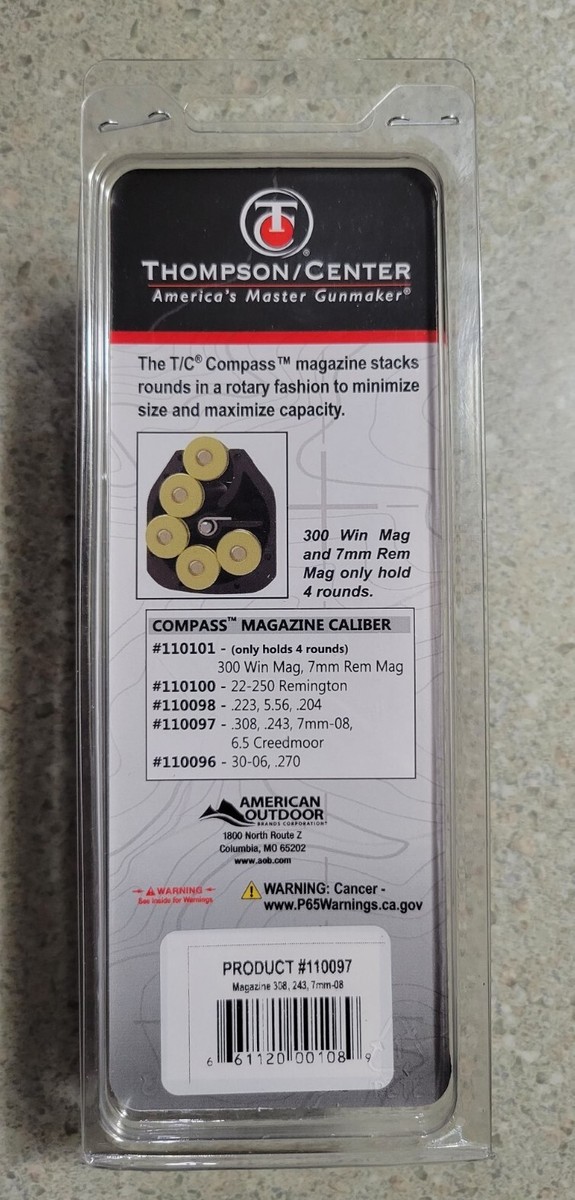 TC®
THOMPSON/CENTER
America's Master Gunmaker®
The T/C® Compass™ magazine stacks
rounds in a rotary fashion to minimize
size and maximize capacity.
300 Win Mag
and 7mm Rem
Mag only hold
4 rounds.
COMPASS™ MAGAZINE CALIBER
#110101 - (only holds 4 rounds)
300 Win Mag, 7mm Rem Mag
#110100 - 22-250 Remington
#110098 - .223, 5.56, .204
#110097 - .308, .243, 7mm-08,
6.5 Creedmoor
#110096 - 30-06, .270
AMERICAN
OUTDOOR
BRANDS CORPORATION™
1800 North Route Z
Columbia, MO 65202
www.aob.com
WARNING
See Inside for Warnings
WARNING: Cancer -
www.P65Warnings.ca.gov
PRODUCT #110097
Magazine 308, 243, 7mm-08
6 61120 00108 9